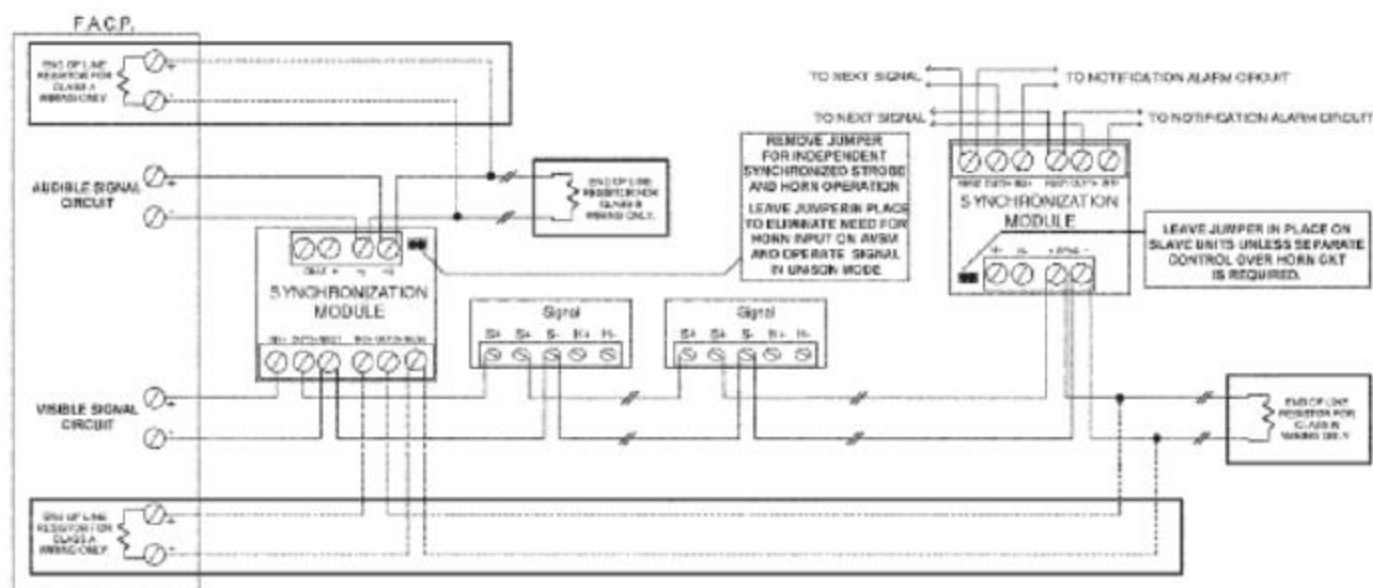 F.A.C.P.
END OF LINE
RESISTOR FOR
CLASS A
WIRING ONLY.
+
-
AUDIBLE SIGNAL
CIRCUIT
+
-
END OF LINE
RESISTOR FOR
CLASS B
WIRING ONLY.
REMOVE JUMPER
FOR INDEPENDENT
SYNCHRONIZED STROBE
AND HORN OPERATION
LEAVE JUMPER IN PLACE
TO ELIMINATE NEED FOR
HORN INPUT ON AVSM
AND OPERATE SIGNAL
IN UNISON MODE
TO NEXT SIGNAL
TO NOTIFICATION ALARM CIRCUIT
TO NEXT SIGNAL
TO NOTIFICATION ALARM CIRCUIT
SYNCHRONIZATION
MODULE
LEAVE JUMPER IN PLACE ON
SLAVE UNITS UNLESS SEPARATE
CONTROL OVER HORN CKT
IS REQUIRED.
SYNCHRONIZATION
MODULE
Signal
S+ S+ S- H+ H-
Signal
S+ S+ S- H+ H-
VISIBLE SIGNAL
CIRCUIT
+
-
END OF LINE
RESISTOR FOR
CLASS B
WIRING ONLY
END OF LINE
RESISTOR FOR
CLASS A
WIRING ONLY.
+
-